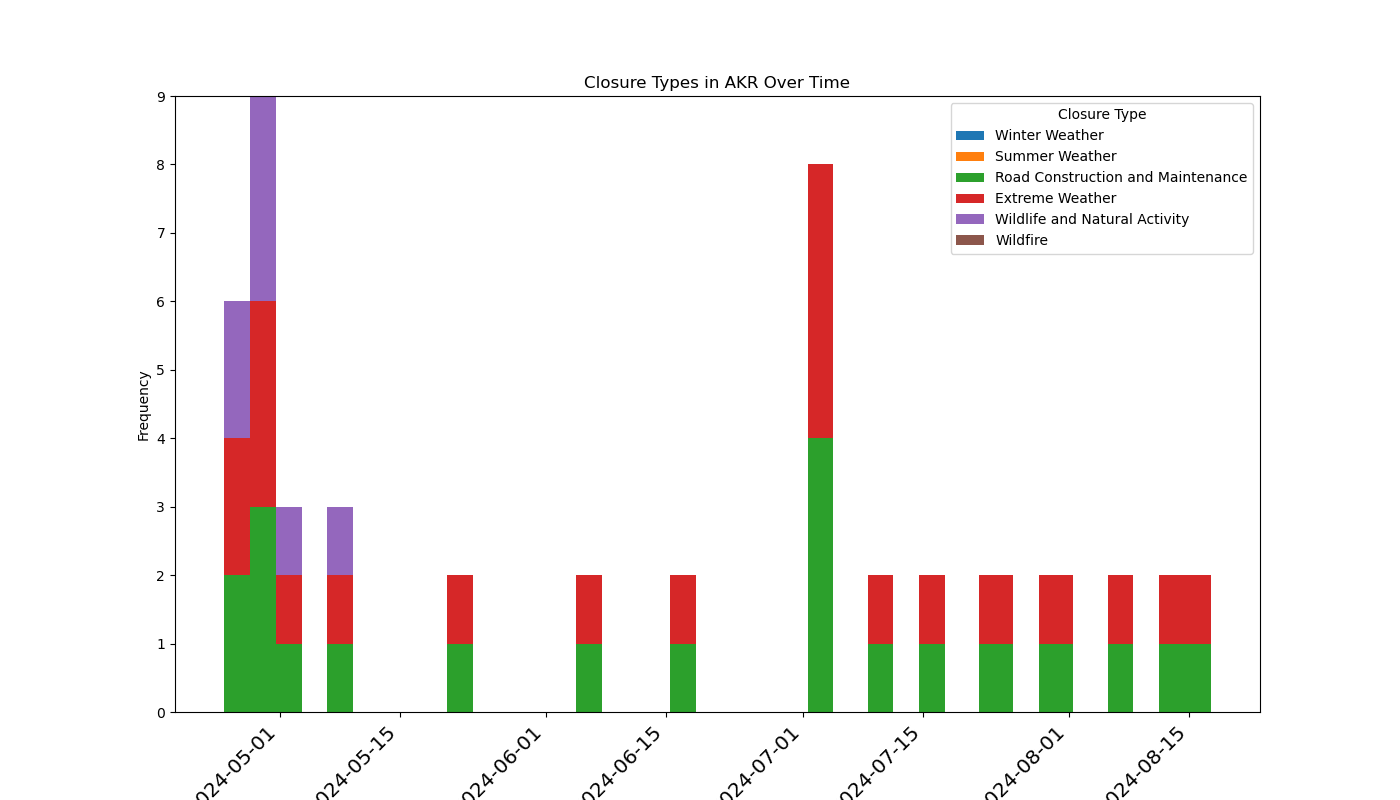 Closure Types in AKR Over Time
Closure Type
Winter Weather
Summer Weather
Road Construction and Maintenance
Extreme Weather
Wildlife and Natural Activity
Wildfire
Frequency
9
8
7
6
5
4
3
2
1
0
024-05-01
024-05-15
024-06-01
024-06-15
024-07-01
024-07-15
024-08-01
024-08-15